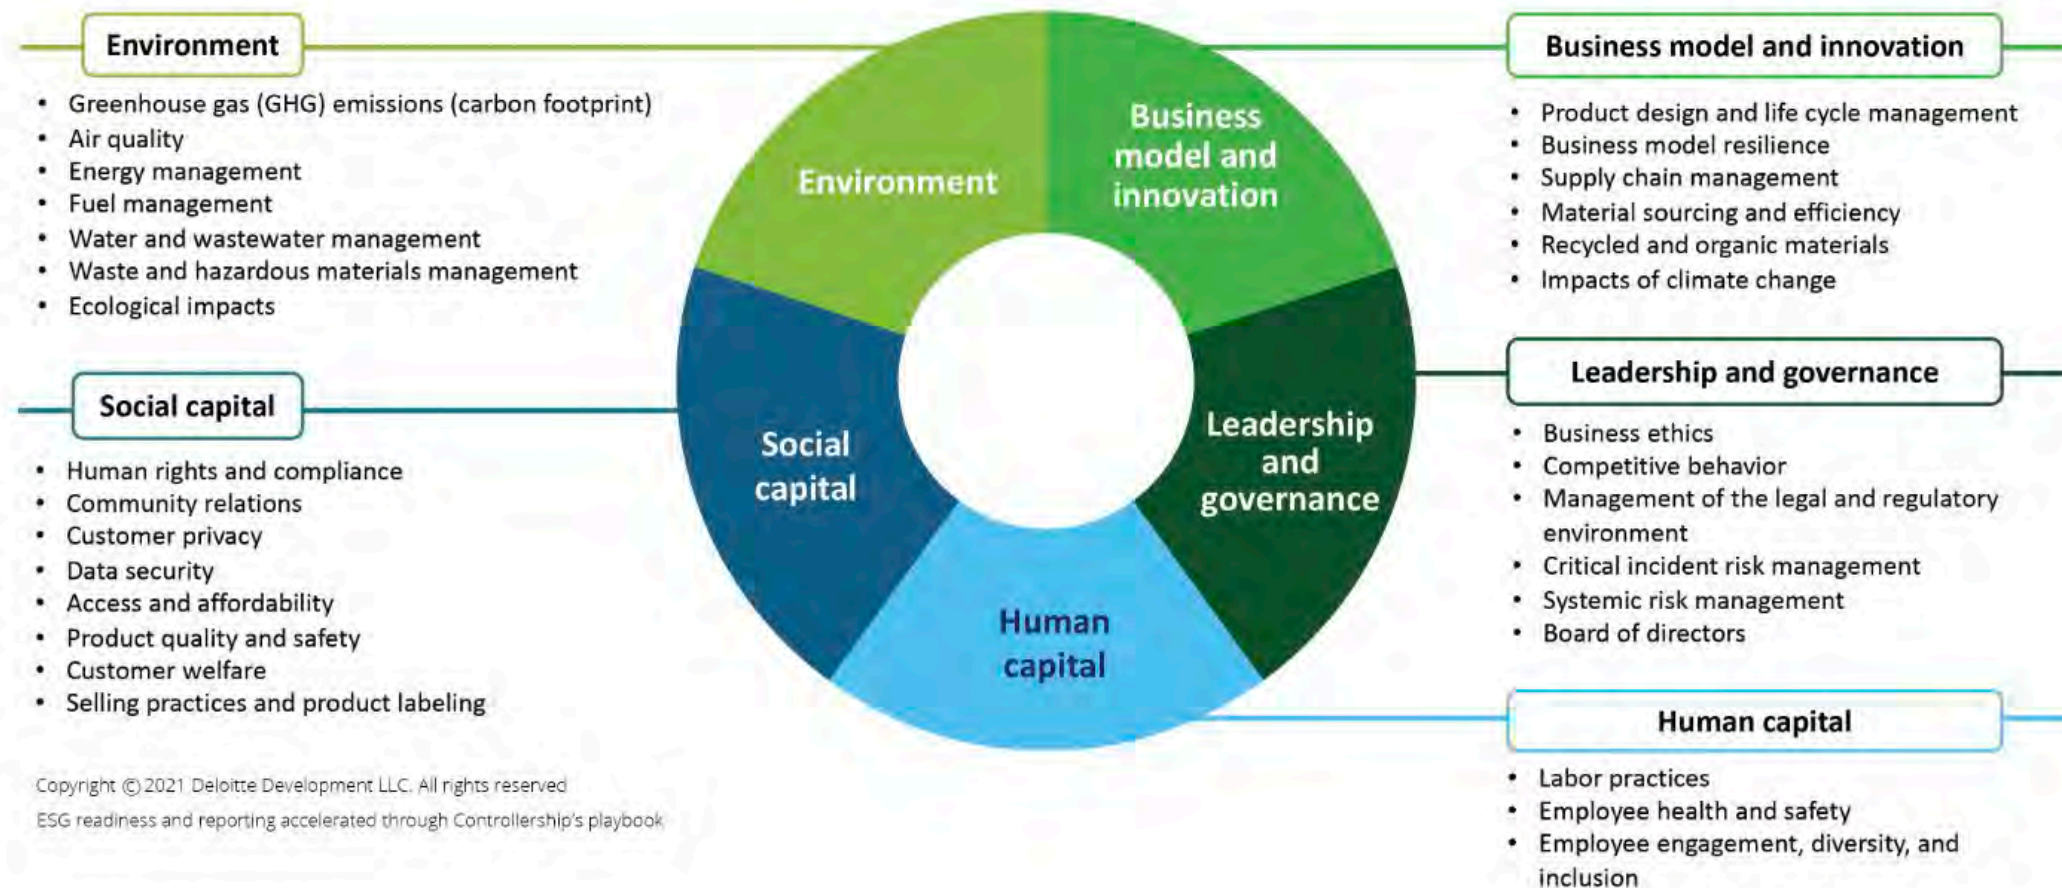 Environment
• Greenhouse gas (GHG) emissions (carbon footprint)
• Air quality
• Energy management
• Fuel management
• Water and wastewater management
• Waste and hazardous materials management
• Ecological impacts
Social capital
• Human rights and compliance
• Community relations
• Customer privacy
• Data security
• Access and affordability
• Product quality and safety
• Customer welfare
• Selling practices and product labeling
Copyright © 2021 Deloitte Development LLC. All rights reserved
ESG readiness and reporting accelerated through Controllership's playbook
Environment
Business
model and
innovation
Social
capital
Leadership
and
governance
Human
capital
Business model and innovation
• Product design and life cycle management
• Business model resilience
• Supply chain management
• Material sourcing and efficiency
• Recycled and organic materials
• Impacts of climate change
Leadership and governance
• Business ethics
• Competitive behavior
• Management of the legal and regulatory
environment
• Critical incident risk management
• Systemic risk management
• Board of directors
Human capital
• Labor practices
• Employee health and safety
• Employee engagement, diversity, and
inclusion